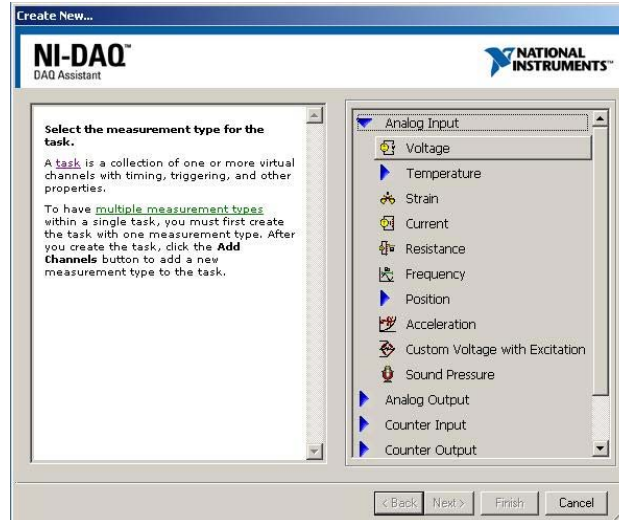 Create New...
NI-DAQ™
DAQ Assistant
NATIONAL
INSTRUMENTS™
Select the measurement type for the
task.
A task is a collection of one or more virtual
channels with timing, triggering, and other
properties.
To have multiple measurement types
within a single task, you must first create
the task with one measurement type. After
you create the task, click the Add
Channels button to add a new
measurement type to the task.
Analog Input
Voltage
Temperature
Strain
Current
Resistance
Frequency
Position
Acceleration
Custom Voltage with Excitation
Sound Pressure
Analog Output
Counter Input
Counter Output
< Back
Next >
Finish
Cancel